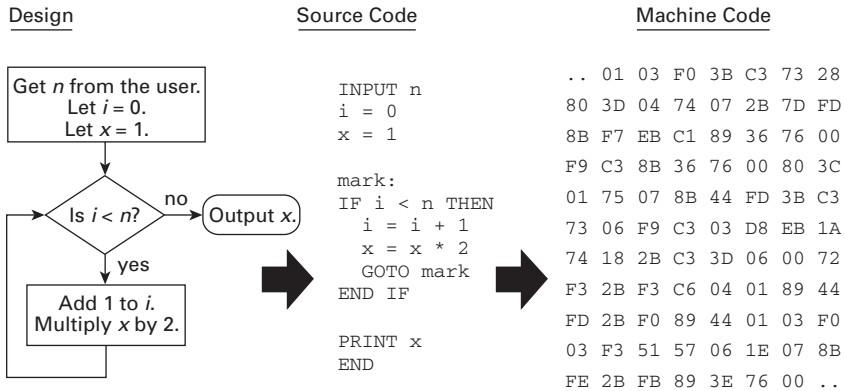 Design
Get n from the user.
Let i = 0.
Let x = 1.
Is i < n?
no
Output x.
yes
Add 1 to i.
Multiply x by 2.
Source Code
INPUT n
i = 0
x = 1
mark:
IF i < n THEN
i = i + 1
x = x * 2
GOTO mark
END IF
PRINT x
END
Machine Code
.. 01 03 F0 3B C3 73 28
80 3D 04 74 07 2B 7D FD
8B F7 EB C1 89 36 76 00
F9 C3 8B 36 76 00 80 3C
01 75 07 8B 44 FD 3B C3
73 06 F9 C3 03 D8 EB 1A
74 18 2B C3 3D 06 00 72
F3 2B F3 C6 04 01 89 44
FD 2B F0 89 44 01 03 F0
03 F3 51 57 06 1E 07 8B
FE 2B FB 89 3E 76 00 ..